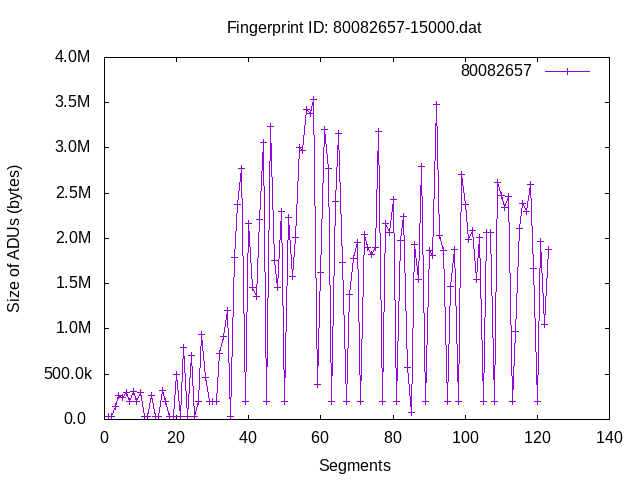 Fingerprint ID: 80082657-15000.dat
80082657
4.0M
3.5M
3.0M
2.5M
2.0M
1.5M
1.0M
500.0k
0.0
Size of ADUs (bytes)
0 20 40 60 80 100 120 140
Segments